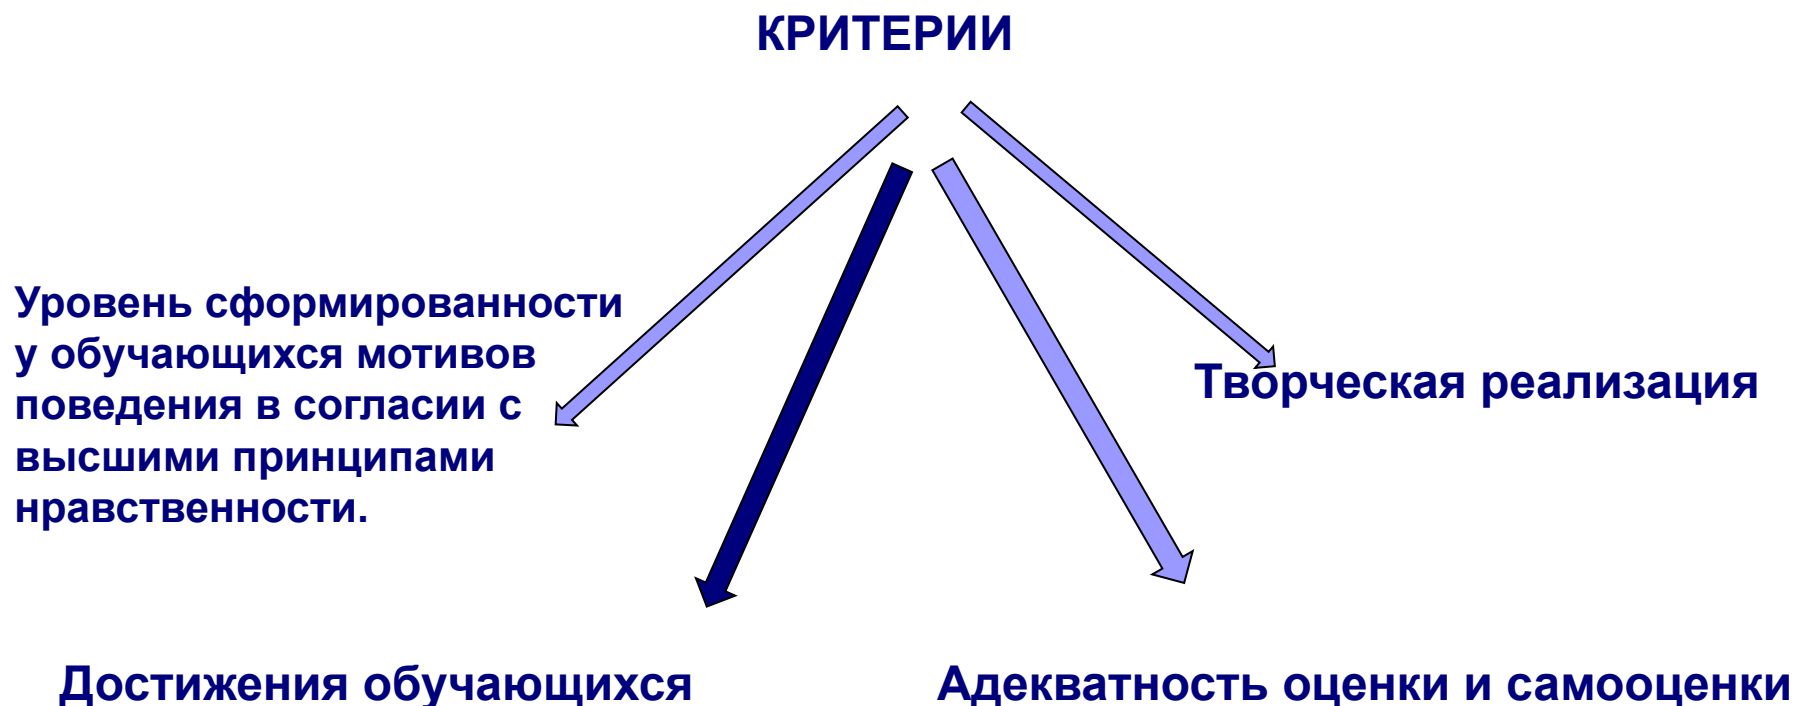 КРИТЕРИИ
Уровень сформированности
у обучающихся мотивов
поведения в согласии с
высшими принципами
нравственности.
Творческая реализация
Достижения обучающихся
Адекватность оценки и самооценки